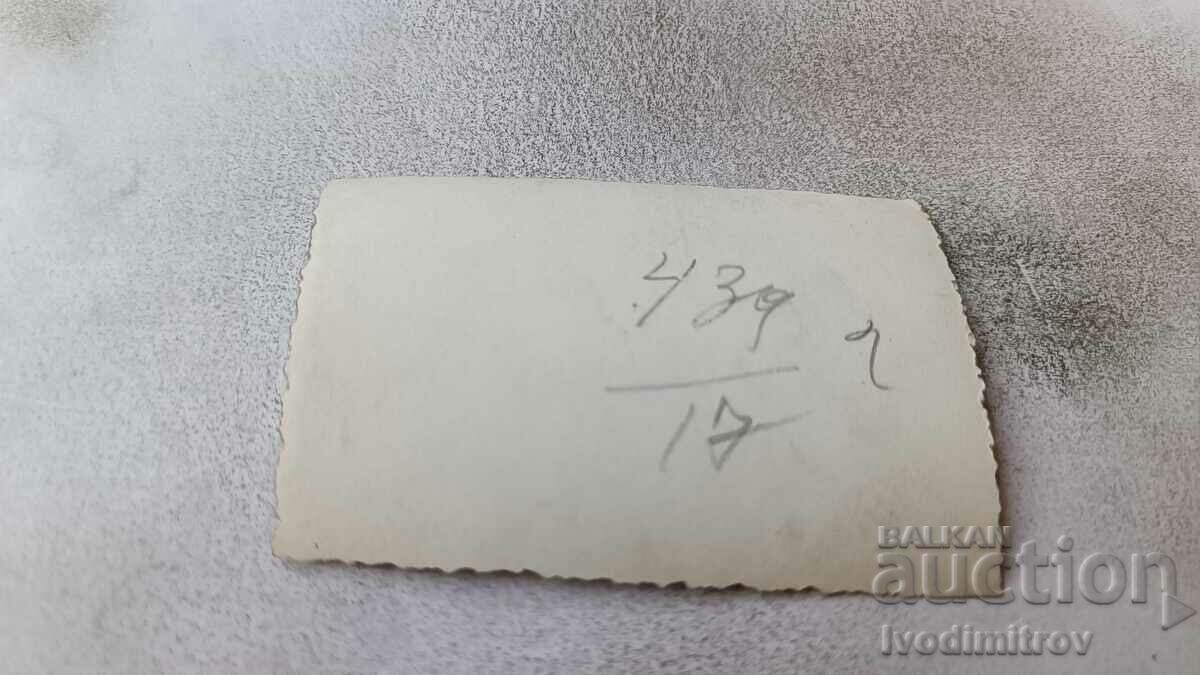 439
17
BALKAN
auction
Ivodimitrov